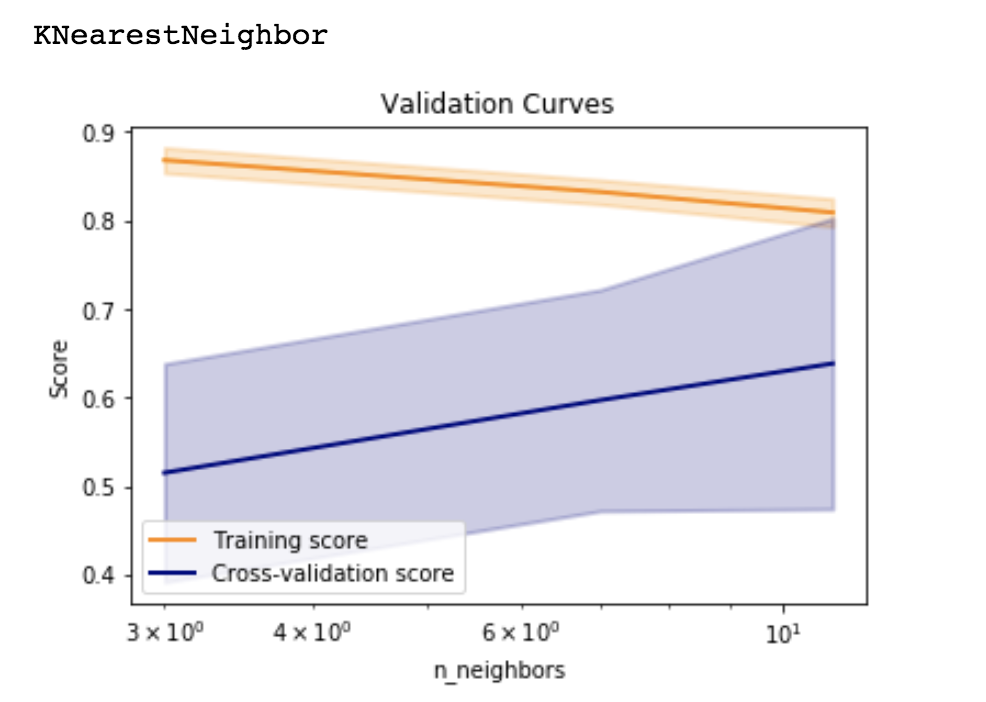 KNearestNeighbor
Validation Curves
0.9
0.8
0.7
0.6
0.5
0.4
Score
Training score
Cross-validation score
3 × 10⁰
4 × 10⁰
6 × 10⁰
10¹
n_neighbors